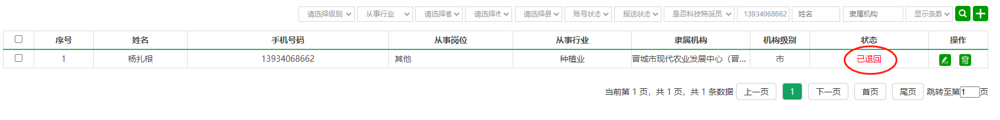 请选择级别 从事行业 请选择省 请选择市 请选择县 账号状态 报送状态 是否科技特派员 13934068662 姓名 隶属机构 显示条数
序号 姓名 手机号码 从事岗位 从事行业 隶属机构 机构级别 状态 操作
1 杨扎根 13934068662 其他 种植业 晋城市现代农业发展中心（晋... 市 已退回
当前第 1 页，共 1 页，共 1 条数据 上一页 1 下一页 首页 尾页 跳转至第1页